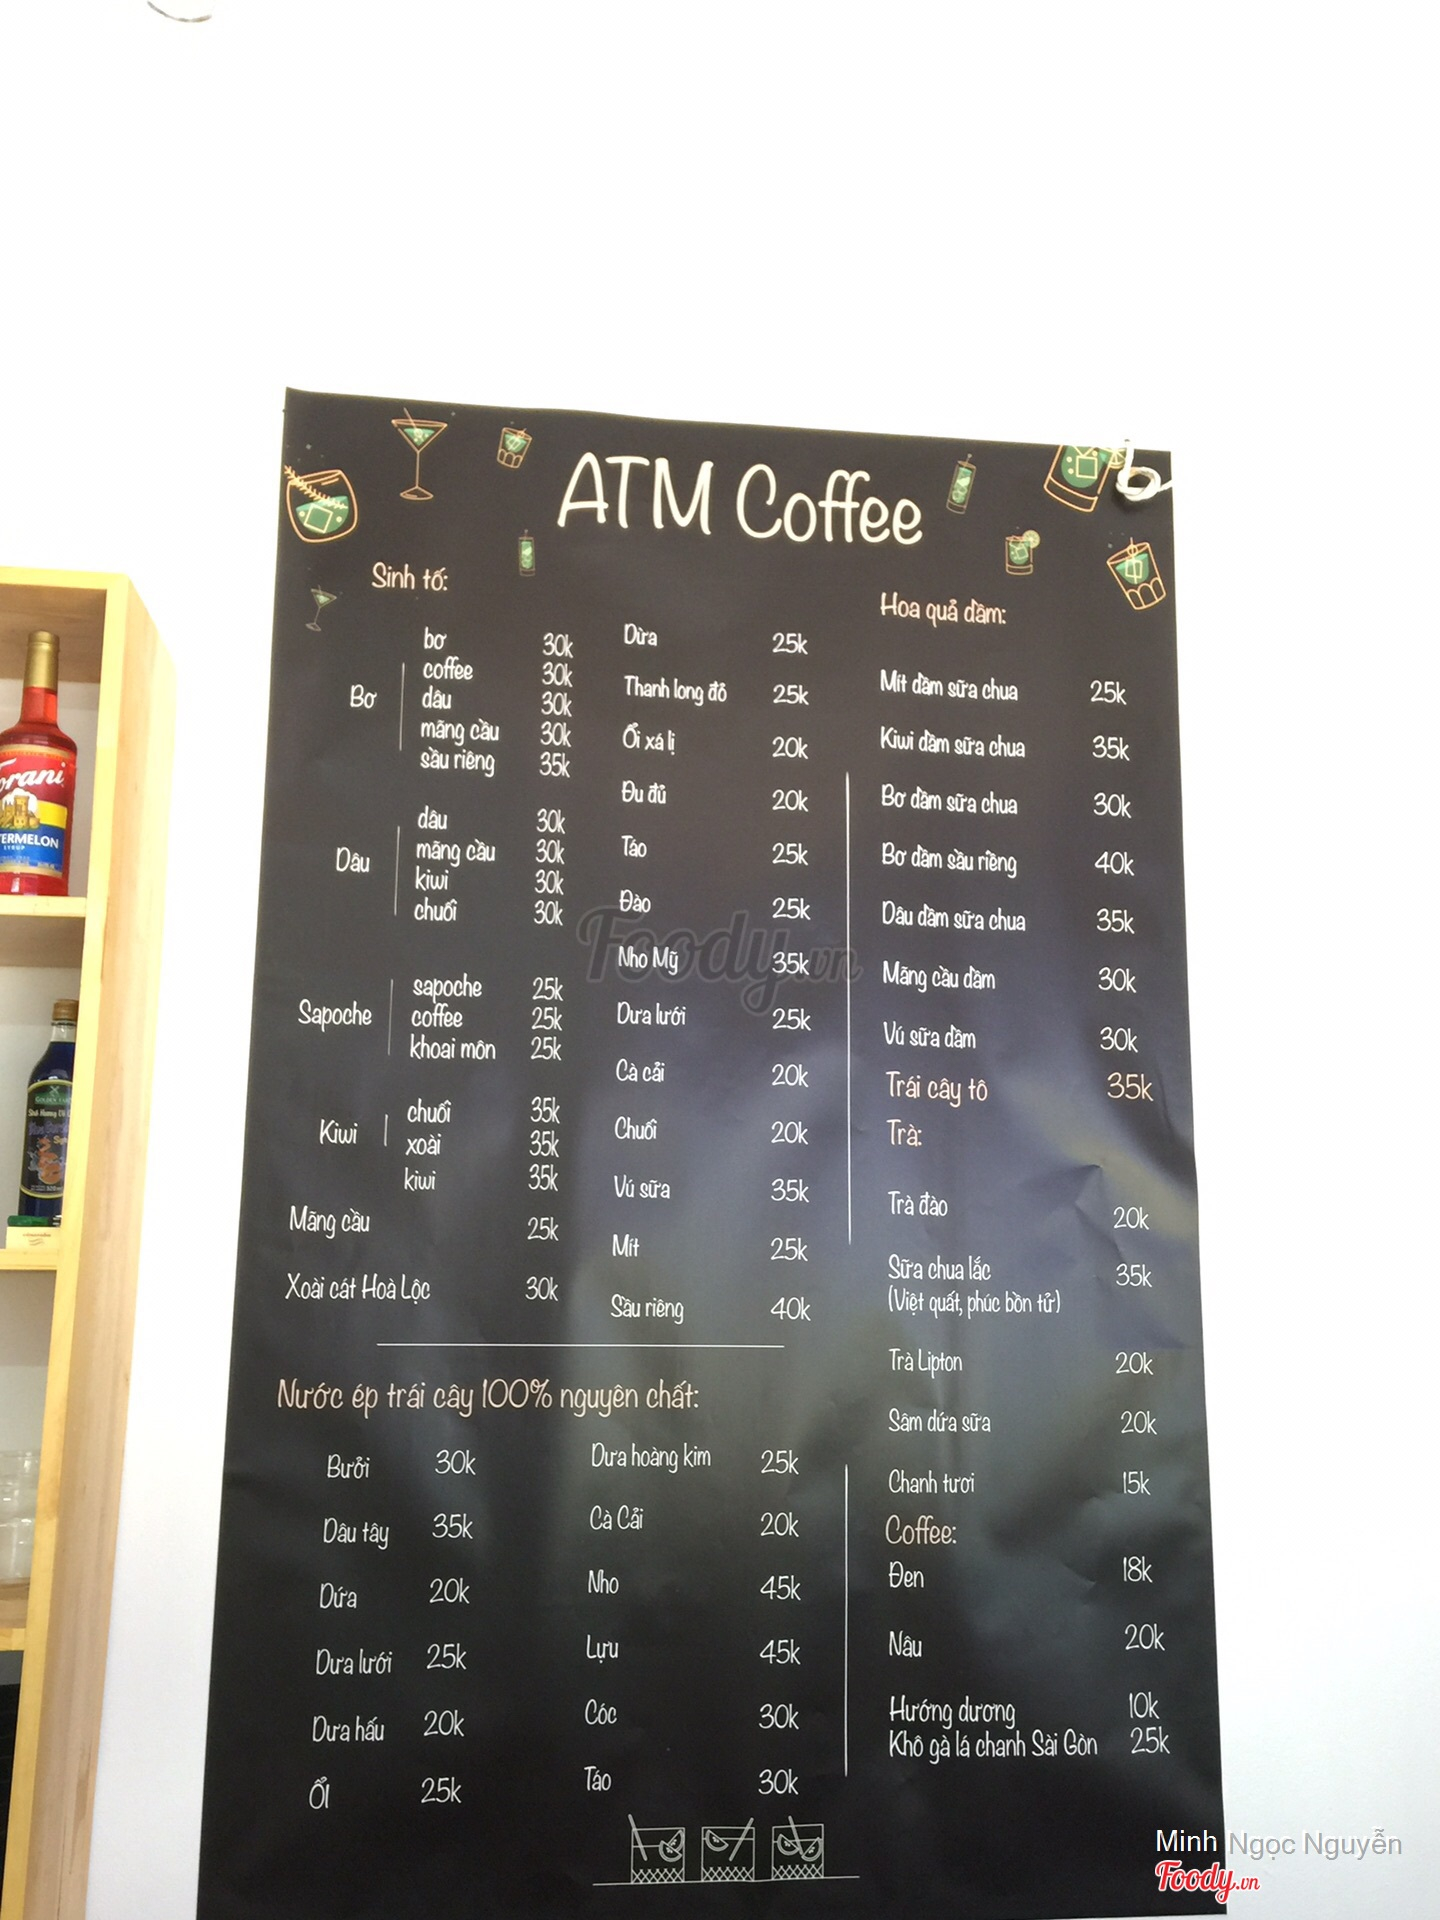 ATM Coffee
Sinh tố:
Bơ
bơ 30k
coffee 30k
dâu 30k
mãng cầu 30k
sầu riêng 35k
Dâu
dâu 30k
mãng cầu 30k
kiwi 30k
chuối 30k
Sapoche
sapoche 25k
coffee 25k
khoai môn 25k
Kiwi
chuối 35k
xoài 35k
kiwi 35k
Mãng cầu 25k
Xoài cát Hoà Lộc 30k
Dừa 25k
Thanh long đỏ 25k
Ổi xá lị 20k
Đu đủ 20k
Táo 25k
Đào 25k
Nho Mỹ 35k
Dưa lưới 25k
Cà cải 20k
Chuối 20k
Vú sữa 35k
Mít 25k
Sầu riêng 40k
Nước ép trái cây 100% nguyên chất:
Bưởi 30k
Dâu tây 35k
Dứa 20k
Dưa lưới 25k
Dưa hấu 20k
Ổi 25k
Dưa hoàng kim 25k
Cà Cải 20k
Nho 45k
Lựu 45k
Cóc 30k
Táo 30k
Hoa quả dầm:
Mít dầm sữa chua 25k
Kiwi dầm sữa chua 35k
Bơ dầm sữa chua 30k
Bơ dầm sầu riêng 40k
Dâu dầm sữa chua 35k
Mãng cầu dầm 30k
Vú sữa dầm 30k
Trái cây tô 35k
Trà:
Trà đào 20k
Sữa chua lắc 35k
(Việt quất, phúc bồn tử)
Trà Lipton 20k
Sâm dứa sữa 20k
Chanh tươi 15k
Coffee:
Đen 18k
Nâu 20k
Hướng dương 10k
Khô gà lá chanh Sài Gòn 25k
Foody.vn
Minh Ngọc Nguyễn
Foody.vn
orani
TERMELON
SYRUP